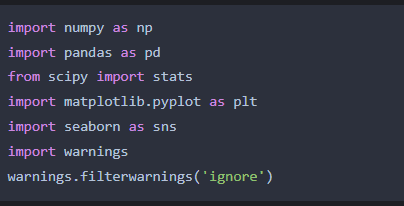 import numpy as np
import pandas as pd
from scipy import stats
import matplotlib.pyplot as plt
import seaborn as sns
import warnings
warnings.filterwarnings('ignore')